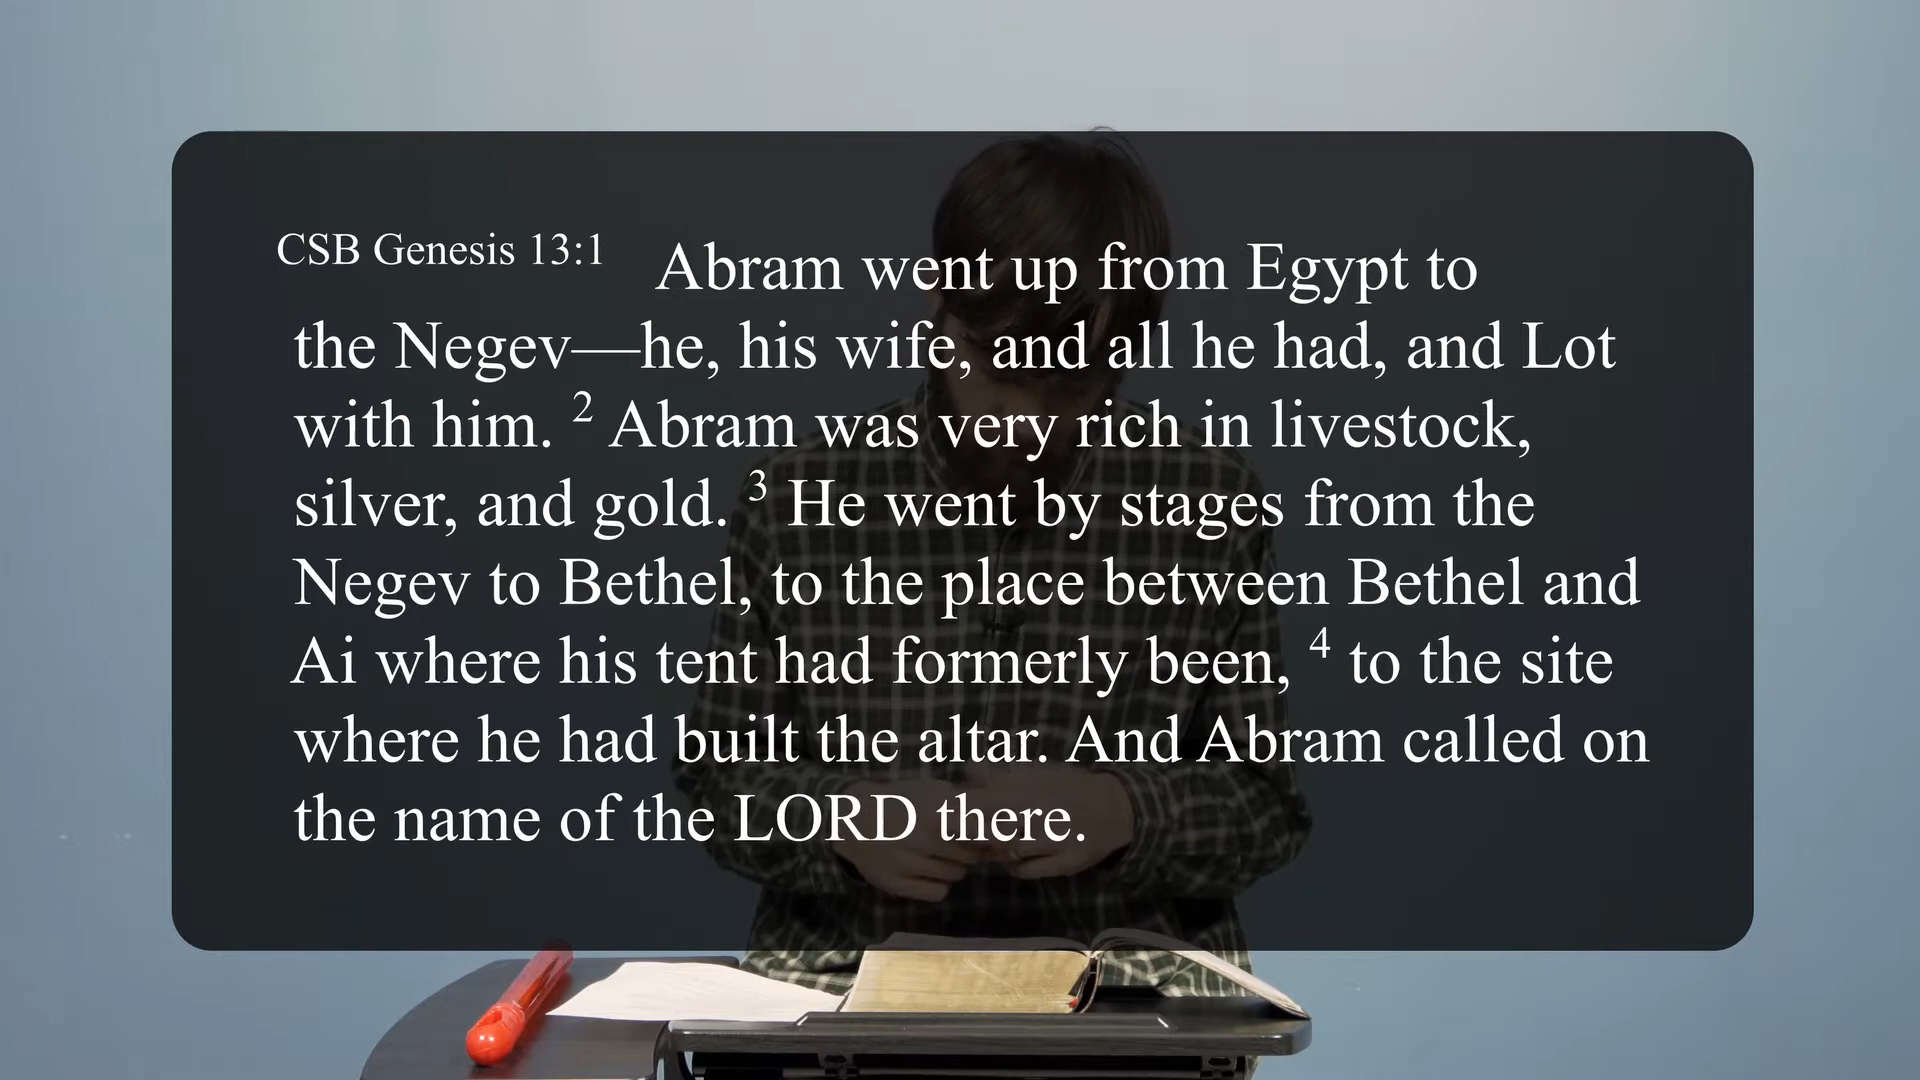 CSB Genesis 13:1 Abram went up from Egypt to
the Negev—he, his wife, and all he had, and Lot
with him. 2 Abram was very rich in livestock,
silver, and gold. 3 He went by stages from the
Negev to Bethel, to the place between Bethel and
Ai where his tent had formerly been, 4 to the site
where he had built the altar. And Abram called on
the name of the LORD there.